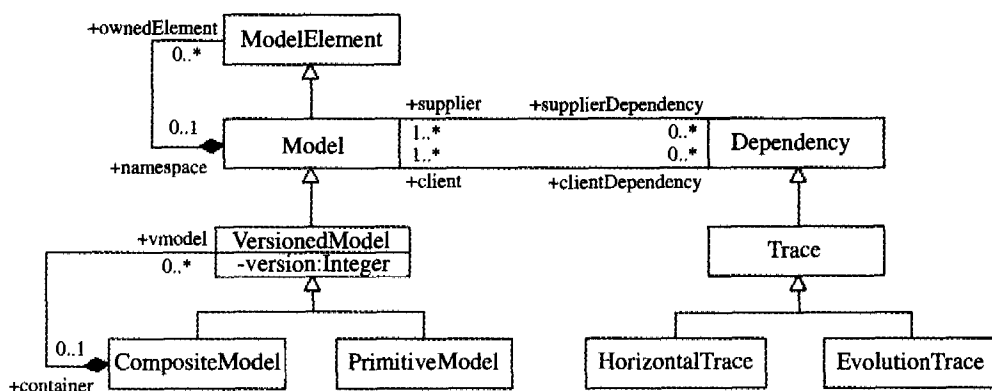 +ownedElement
ModelElement
0..*
+supplier
+supplierDependency
0..1
Model
1..*
0..*
Dependency
1..*
0..*
+namespace
+client
+clientDependency
+vmodel
VersionedModel
Trace
0..*
-version:Integer
0..1
CompositeModel
PrimitiveModel
HorizontalTrace
EvolutionTrace
+container